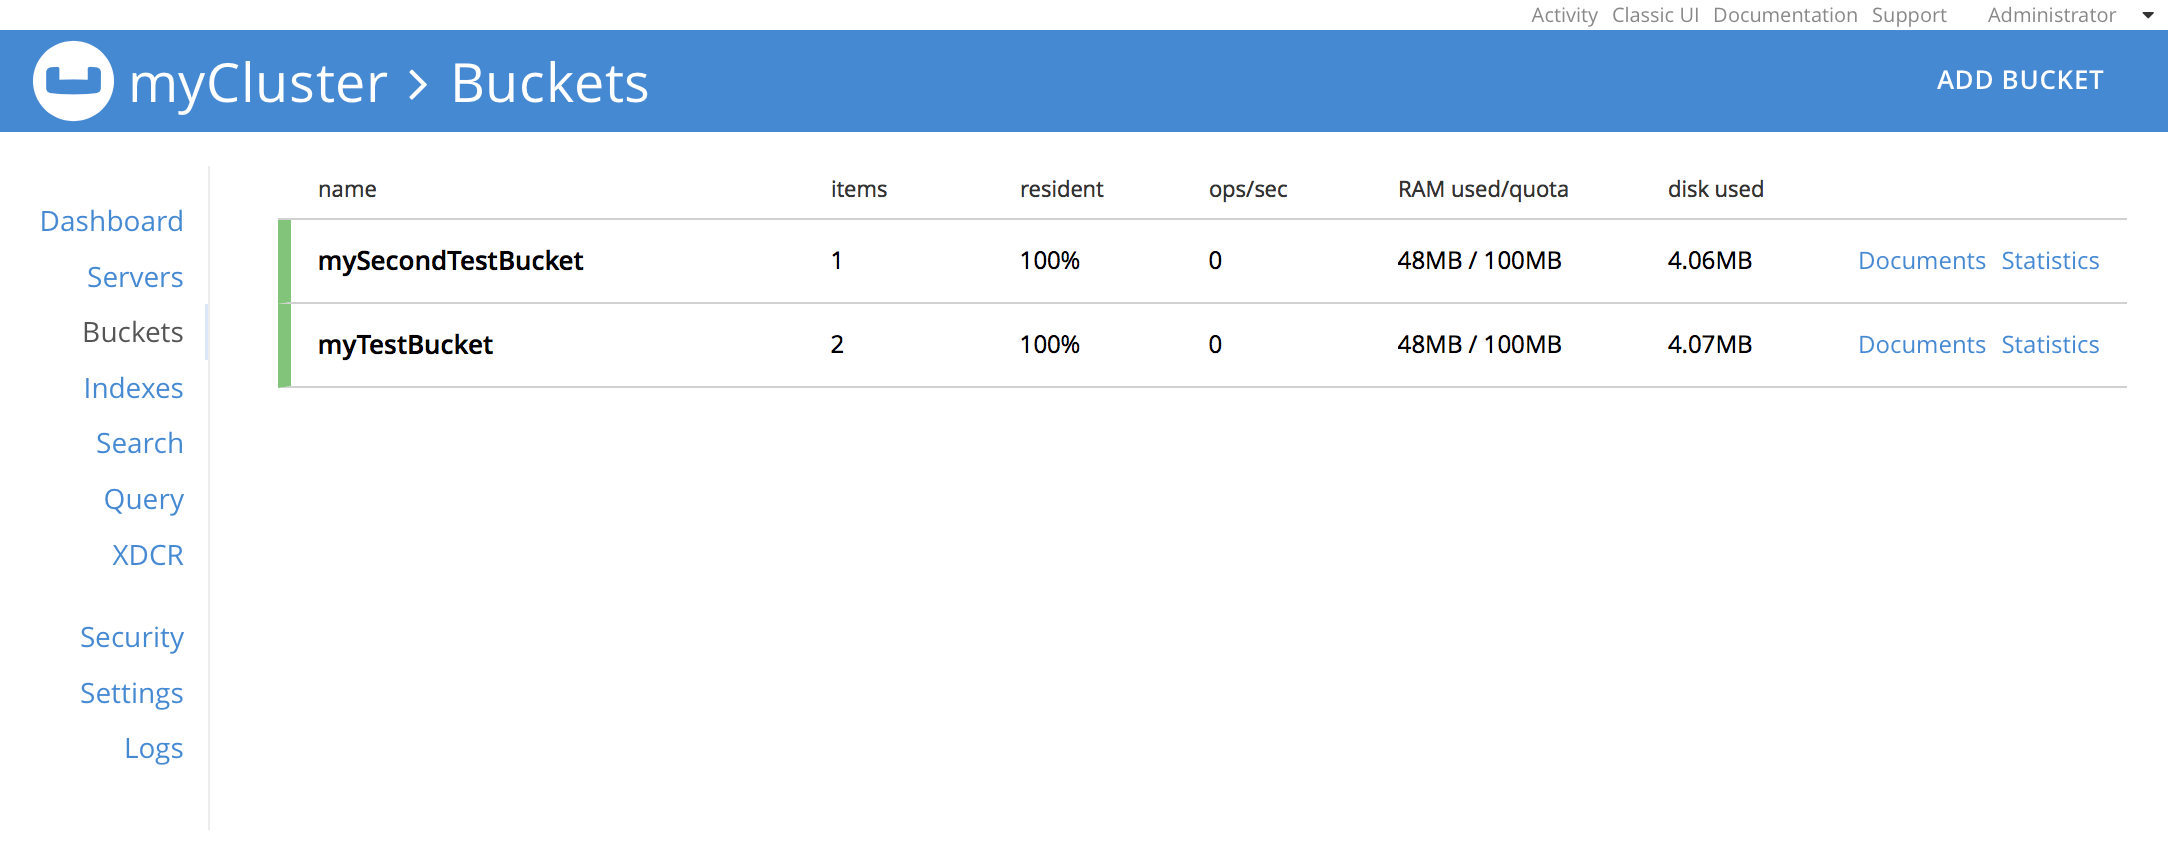 Activity Classic UI Documentation Support Administrator
myCluster > Buckets ADD BUCKET
name items resident ops/sec RAM used/quota disk used
mySecondTestBucket 1 100% 0 48MB / 100MB 4.06MB Documents Statistics
myTestBucket 2 100% 0 48MB / 100MB 4.07MB Documents Statistics
Dashboard
Servers
Buckets
Indexes
Search
Query
XDCR
Security
Settings
Logs